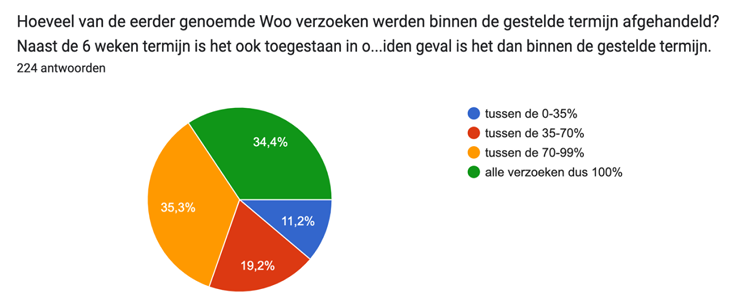 Hoeveel van de eerder genoemde Woo verzoeken werden binnen de gestelde termijn afgehandeld?
Naast de 6 weken termijn is het ook toegestaan in o...iden geval is het dan binnen de gestelde termijn.
224 antwoorden
tussen de 0-35%
tussen de 35-70%
tussen de 70-99%
alle verzoeken dus 100%
34,4%
35,3%
11,2%
19,2%